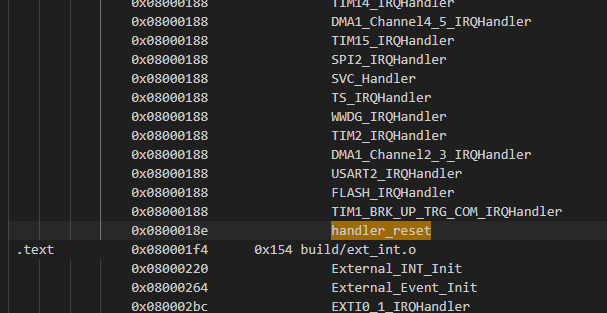 0x08000188 TIM14_IRQHandler
0x08000188 DMA1_Channel4_5_IRQHandler
0x08000188 TIM15_IRQHandler
0x08000188 SPI2_IRQHandler
0x08000188 SVC_Handler
0x08000188 TS_IRQHandler
0x08000188 WWDG_IRQHandler
0x08000188 TIM2_IRQHandler
0x08000188 DMA1_Channel2_3_IRQHandler
0x08000188 USART2_IRQHandler
0x08000188 FLASH_IRQHandler
0x08000188 TIM1_BRK_UP_TRG_COM_IRQHandler
0x0800018e handler_reset
.text 0x080001f4 0x154 build/ext_int.o
0x08000220 External_INT_Init
0x08000264 External_Event_Init
0x080002bc EXTI0_1_IRQHandler